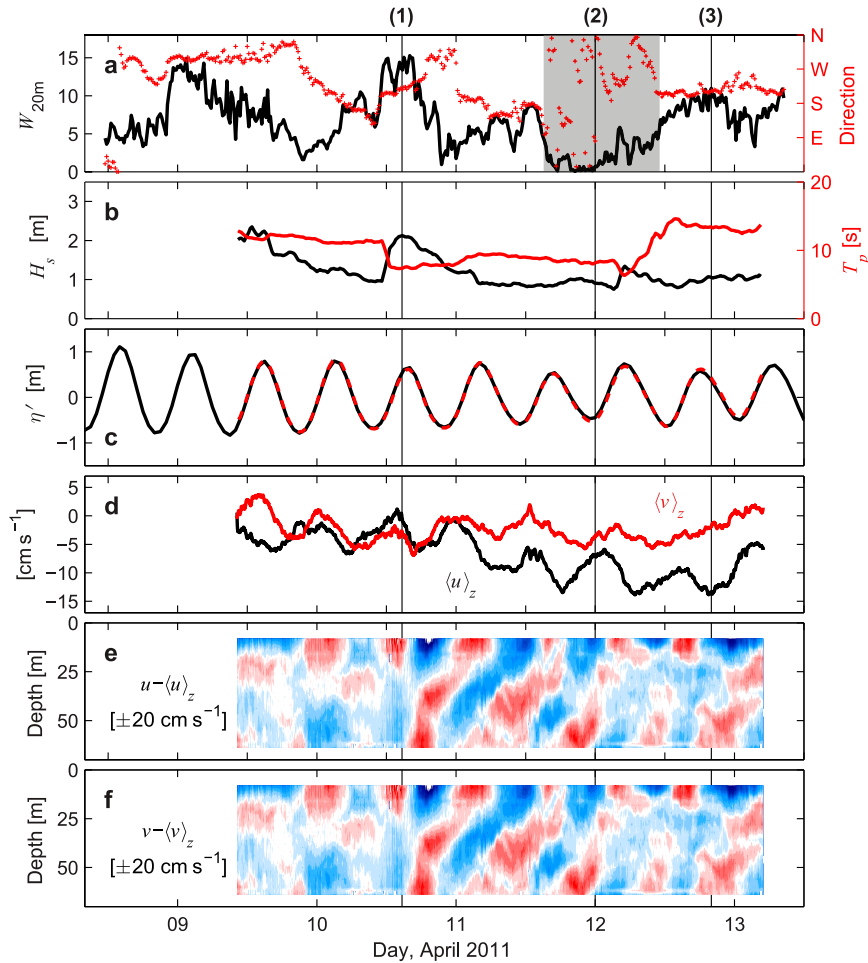 (1) (2) (3)
a
W 20m
15
10
5
0
N
W
S
E
Direction
b
Hs [m]
3
2
1
0
20
10
0
Tp [s]
c
η′ [m]
1
0
−1
d
[cm s−1]
5
0
−5
−10
−15
⟨v⟩z
⟨u⟩z
e
Depth [m]
0
25
50
u−⟨u⟩z
[±20 cm s−1]
f
Depth [m]
0
25
50
v−⟨v⟩z
[±20 cm s−1]
09 10 11 12 13
Day, April 2011